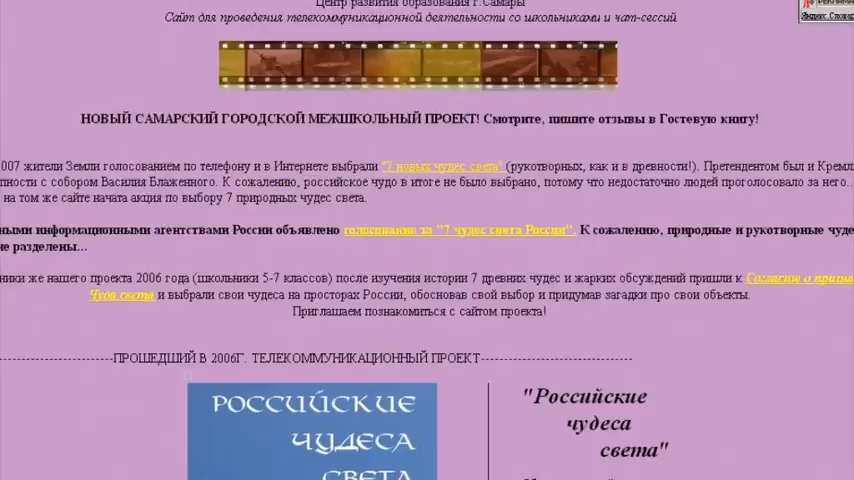 Центр развития образования г.Самары
Сайт для проведения телекоммуникационной деятельности со школьниками и чат-сессий
Яндекс.Словар
НОВЫЙ САМАРСКИЙ ГОРОДСКОЙ МЕЖШКОЛЬНЫЙ ПРОЕКТ! Смотрите, пишите отзывы в Гостевую книгу!
007 жители Земли голосованием по телефону и в Интернете выбрали "7 новых чудес света" (рукотворных, как и в древности!). Претендентом был и Кремл
пности с собором Василия Блаженного. К сожалению, российское чудо в итоге не было выбрано, потому что недостаточно людей проголосовало за него...
на том же сайте начата акция по выбору 7 природных чудес света.
ными информационными агентствами России объявлено голосование за "7 чудес света России". К сожалению, природные и рукотворные чуде
не разделены...
ники же нашего проекта 2006 года (школьники 5-7 классов) после изучения истории 7 древних чудес и жарких обсуждений пришли к Согласию о призна
Чуда света и выбрали свои чудеса на просторах России, обосновав свой выбор и придумав загадки про свои объекты.
Приглашаем познакомиться с сайтом проекта!
-------------------------ПРОШЕДШИЙ В 2006Г. ТЕЛЕКОММУНИКАЦИОННЫЙ ПРОЕКТ---------------------------------
РОССИЙСКИЕ
ЧУДЕСА
СВЕТА
"Российские
чудеса
света"